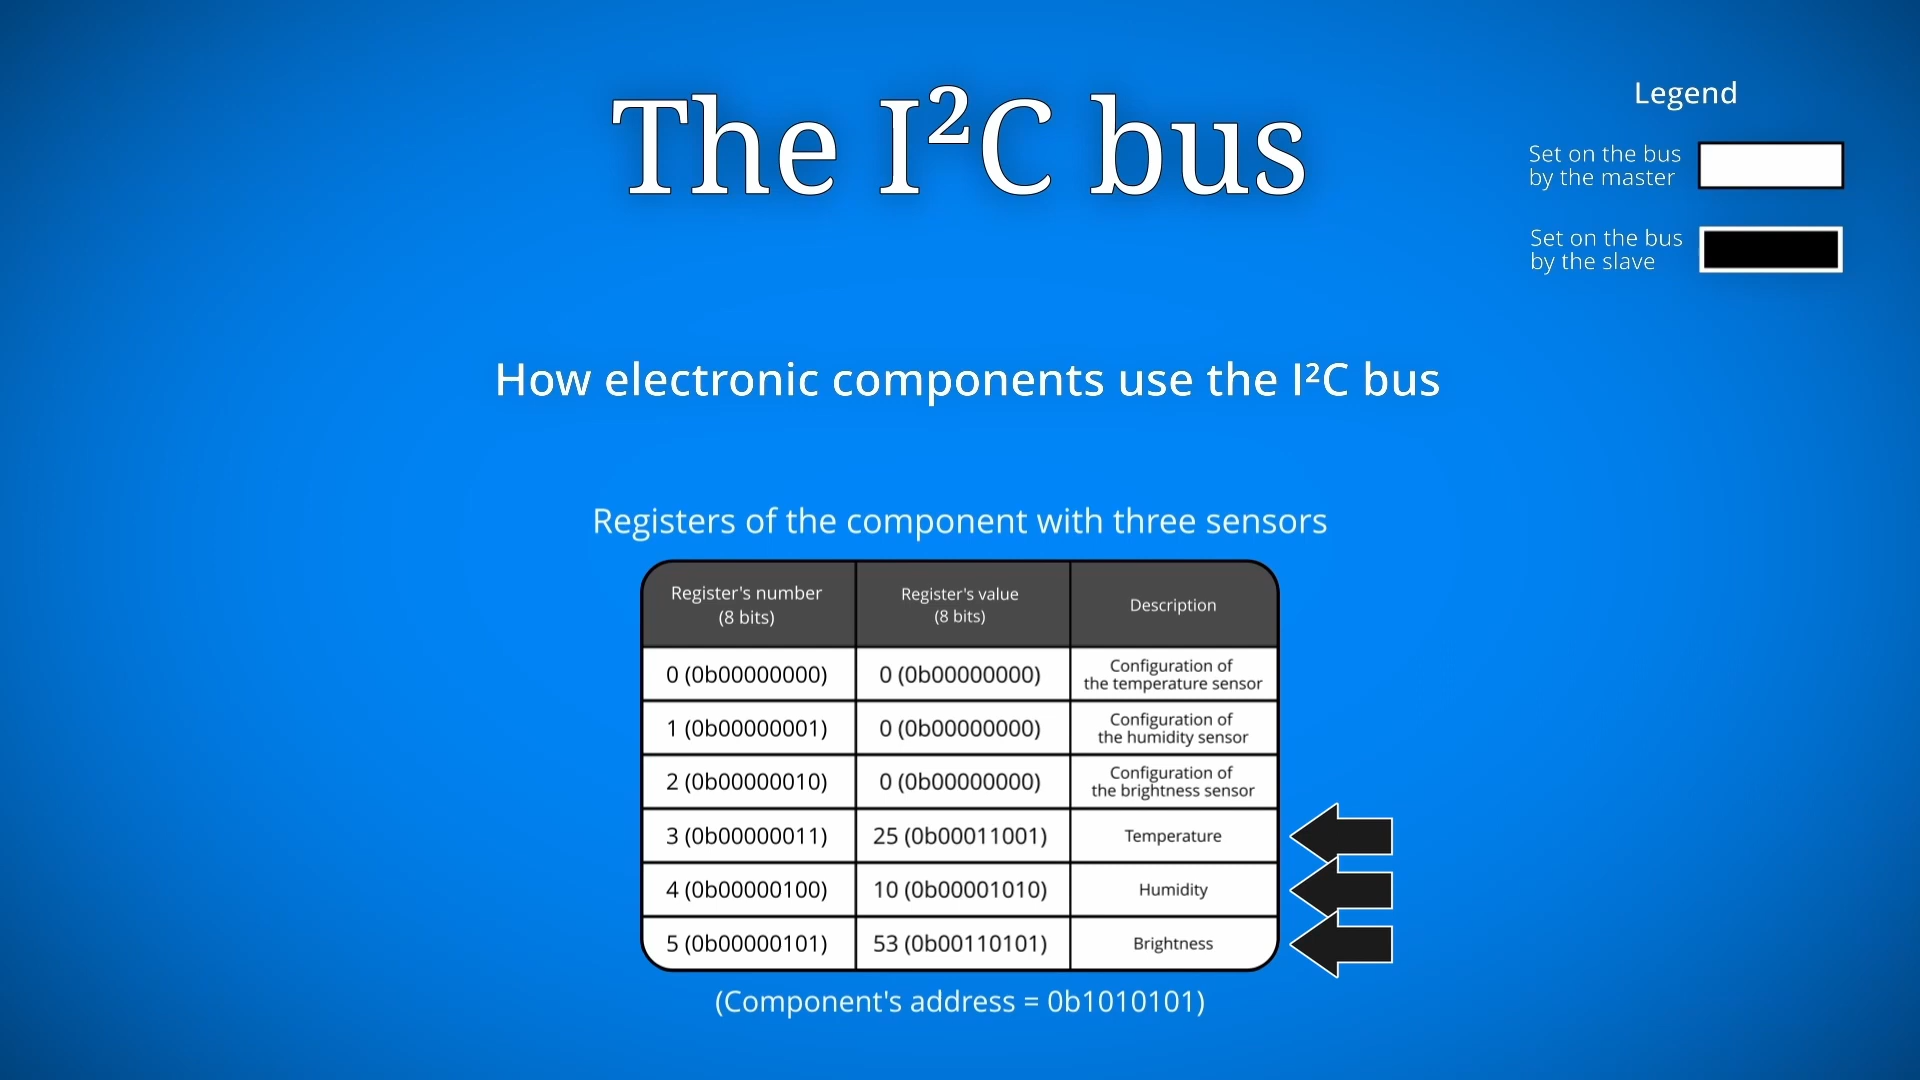 The I²C bus
Legend
Set on the bus
by the master
Set on the bus
by the slave
How electronic components use the I²C bus
Registers of the component with three sensors
Register's number
(8 bits)
Register's value
(8 bits)
Description
0 (0b00000000)
0 (0b00000000)
Configuration of
the temperature sensor
1 (0b00000001)
0 (0b00000000)
Configuration of
the humidity sensor
2 (0b00000010)
0 (0b00000000)
Configuration of
the brightness sensor
3 (0b00000011)
25 (0b00011001)
Temperature
4 (0b00000100)
10 (0b00001010)
Humidity
5 (0b00000101)
53 (0b00110101)
Brightness
(Component's address = 0b1010101)